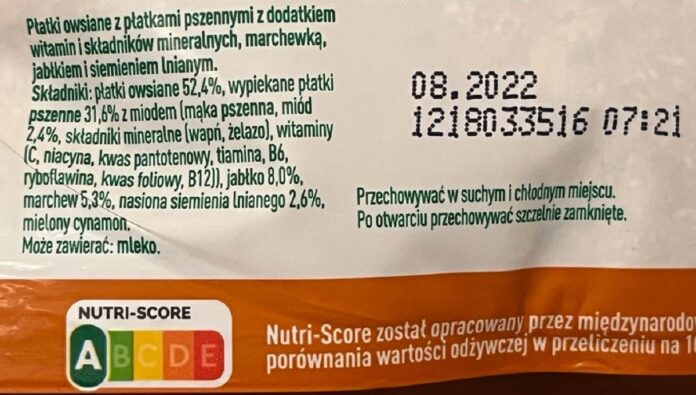 Płatki owsiane z płatkami pszennymi z dodatkiem
witamin i składników mineralnych, marchewką,
jabłkiem i siemieniem lnianym.
Składniki: płatki owsiane 52,4%, wypiekane płatki
pszenne 31,6% z miodem (mąka pszenna, miód
2,4%, składniki mineralne (wapń, żelazo), witaminy
(C, niacyna, kwas pantotenowy, tiamina, B6,
ryboflawina, kwas foliowy, B12)), jabłko 8,0%,
marchew 5,3%, nasiona siemienia lnianego 2,6%,
mielony cynamon.
Może zawierać: mleko.
08.2022
1218033516 07:21
Przechowywać w suchym i chłodnym miejscu.
Po otwarciu przechowywać szczelnie zamknięte.
NUTRI-SCORE
A B C D E
Nutri-Score został opracowany przez międzynarodo
porównania wartości odżywczej w przeliczeniu na 10